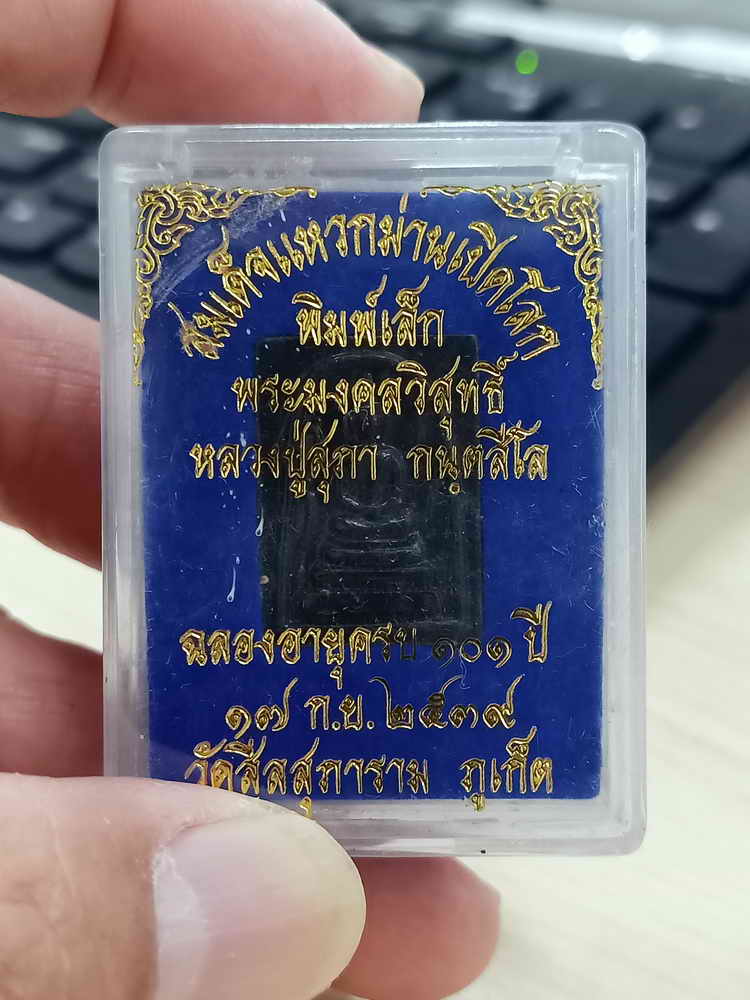 สมเด็จแหวกม่านเปิดโลก
พิมพ์เล็ก
พระมงคลวิสุทธิ์
หลวงปู่สุภา กนฺตสีโล
ฉลองอายุครบ ๑๐๑ ปี
๑๗ ก.ย. ๒๕๓๙
วัดสีลสุภาราม ภูเก็ต